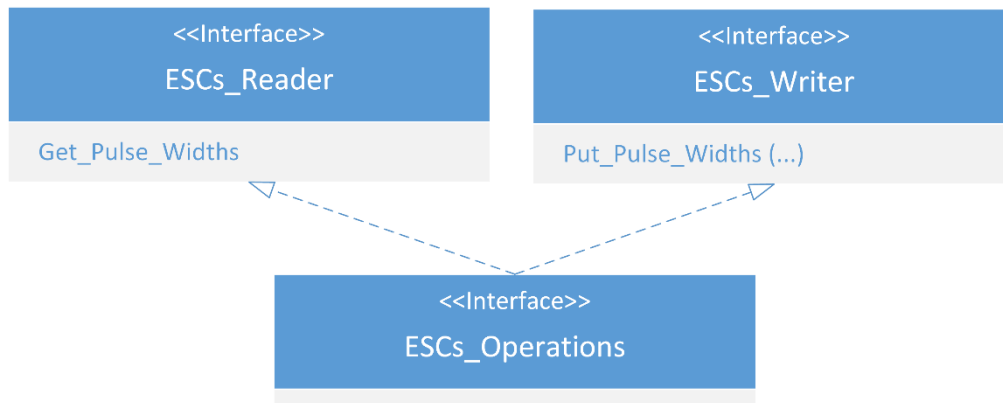 <<Interface>>
ESCs_Reader
Get_Pulse_Widths
<<Interface>>
ESCs_Writer
Put_Pulse_Widths (...)
<<Interface>>
ESCs_Operations